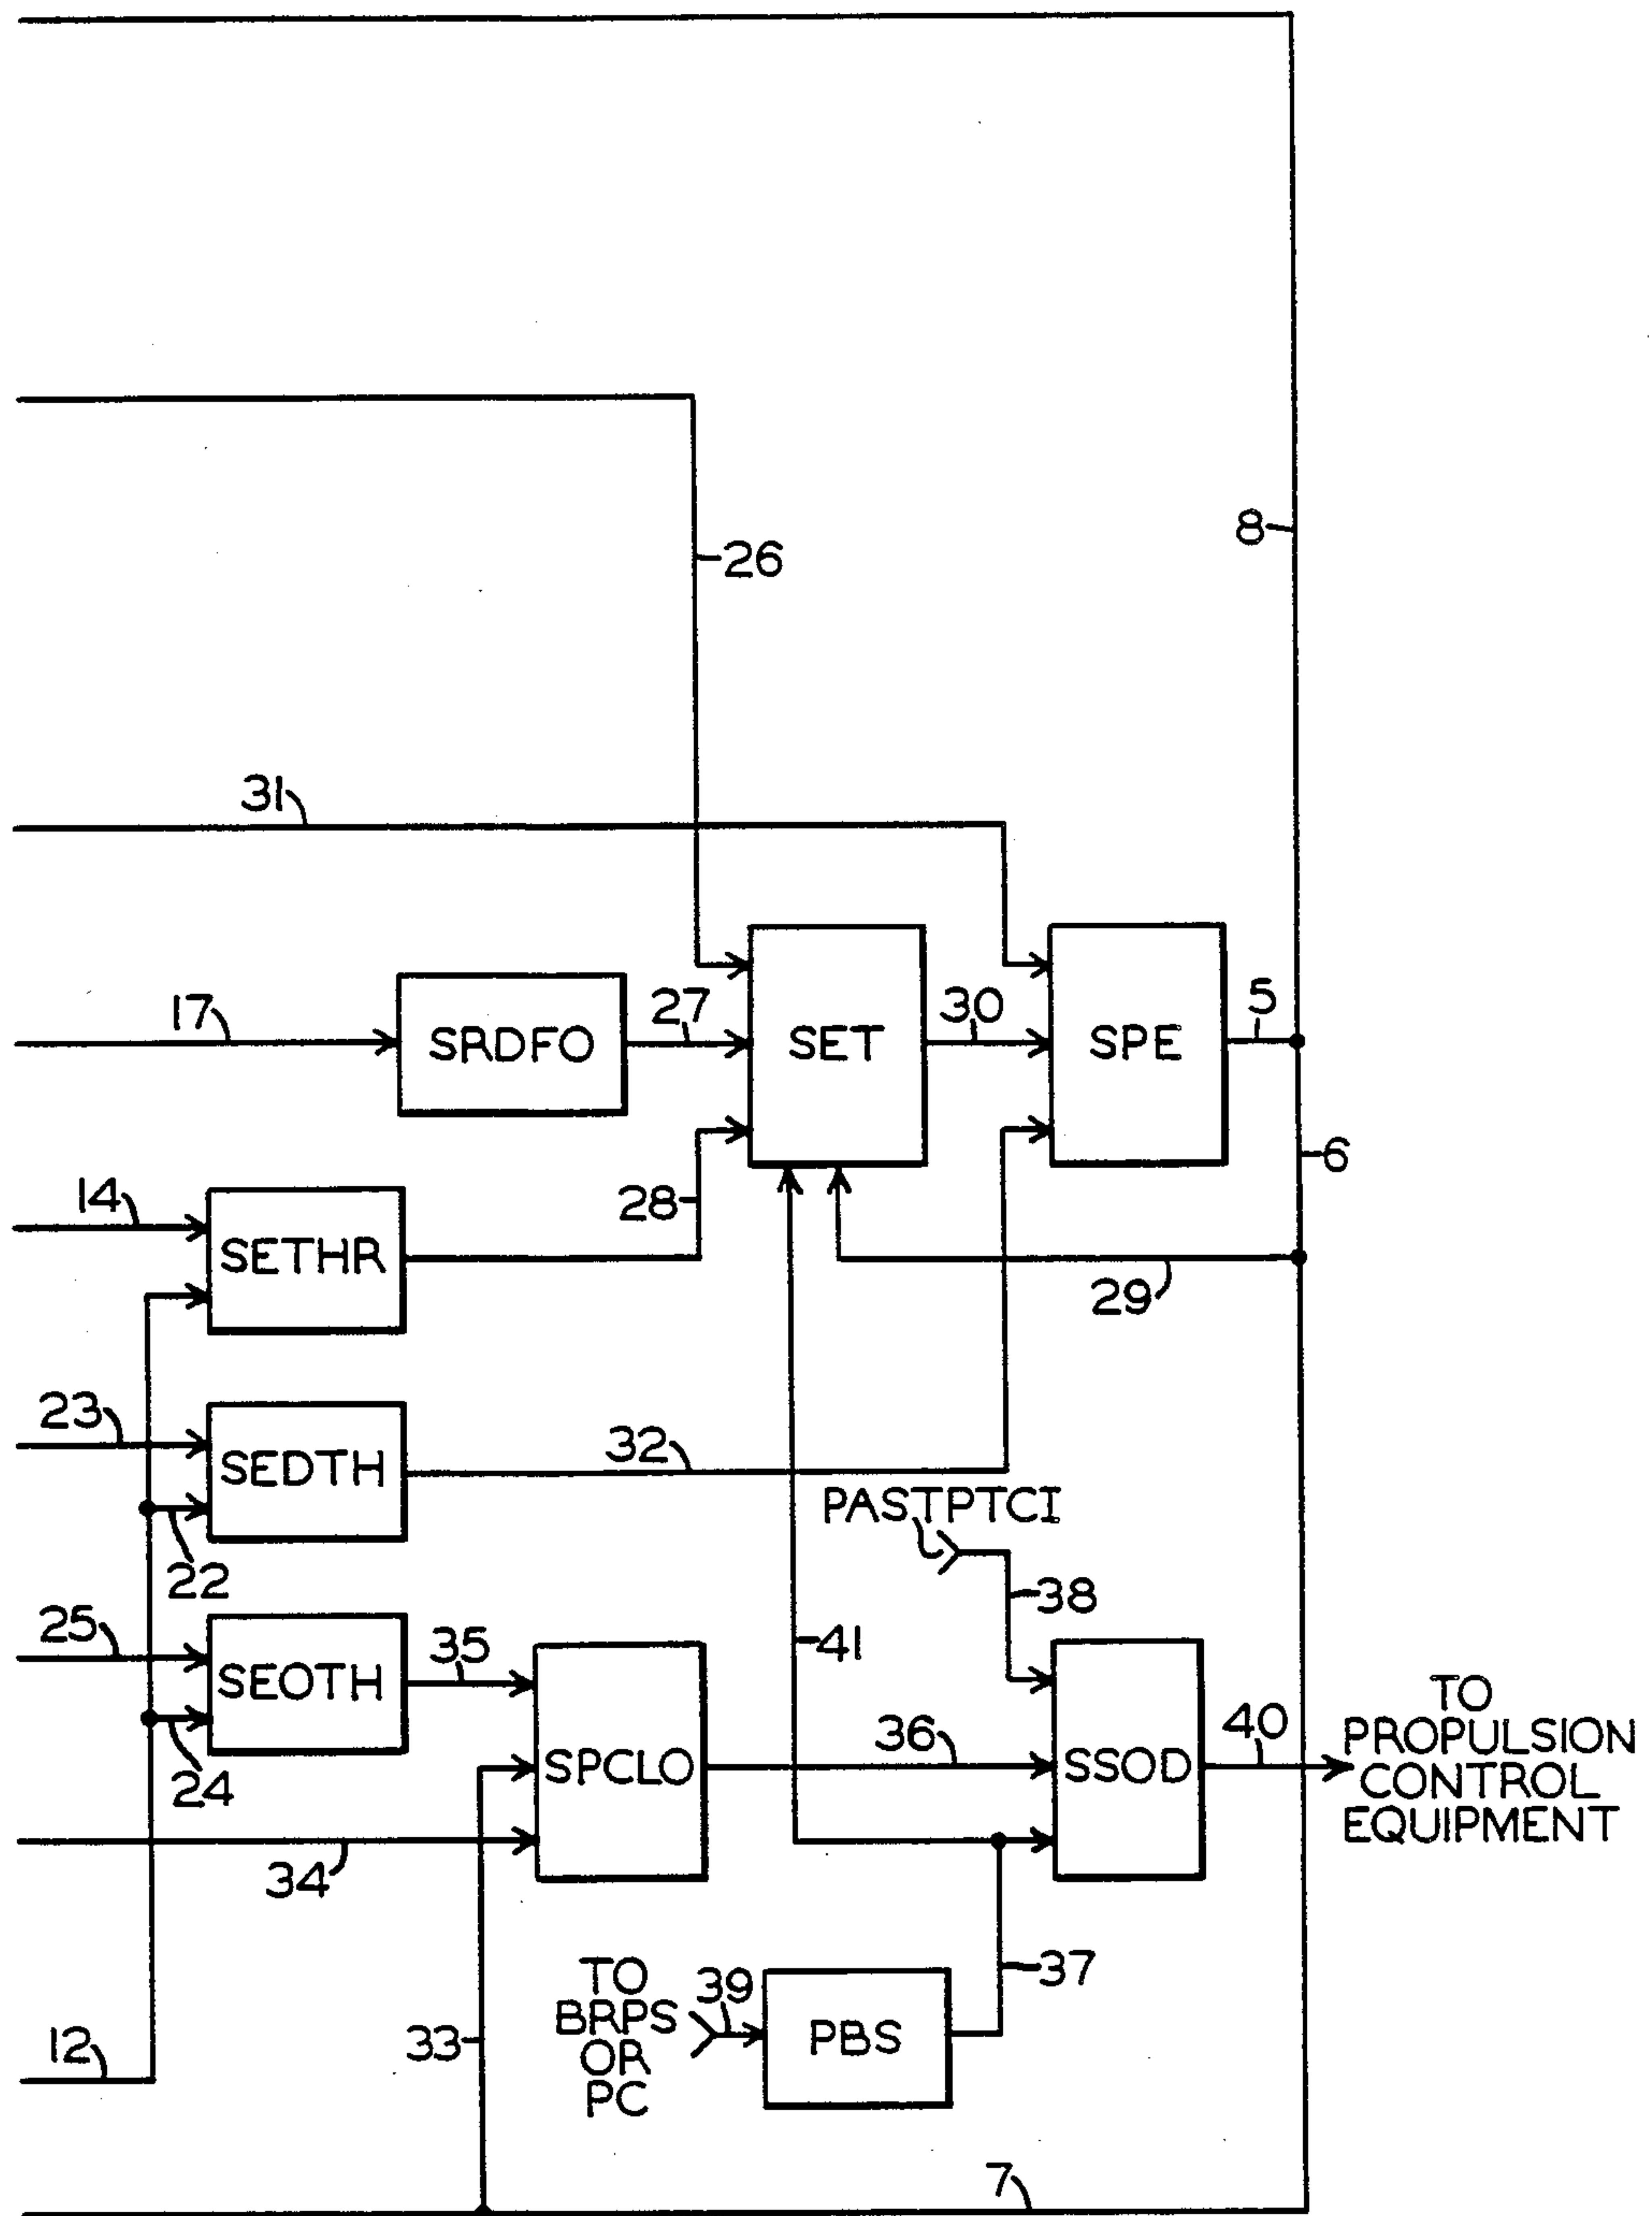 8
26
31
17
SRDFO
27
SET
30
SPE
5
6
14
SETHR
28
29
23
SEDTH
32
22
PASTPTCI
38
25
SEOTH
35
41
24
SPCLO
36
SSOD
40
TO
PROPULSION
CONTROL
EQUIPMENT
34
33
TO
BRPS
OR
PC
39
PBS
37
12
7